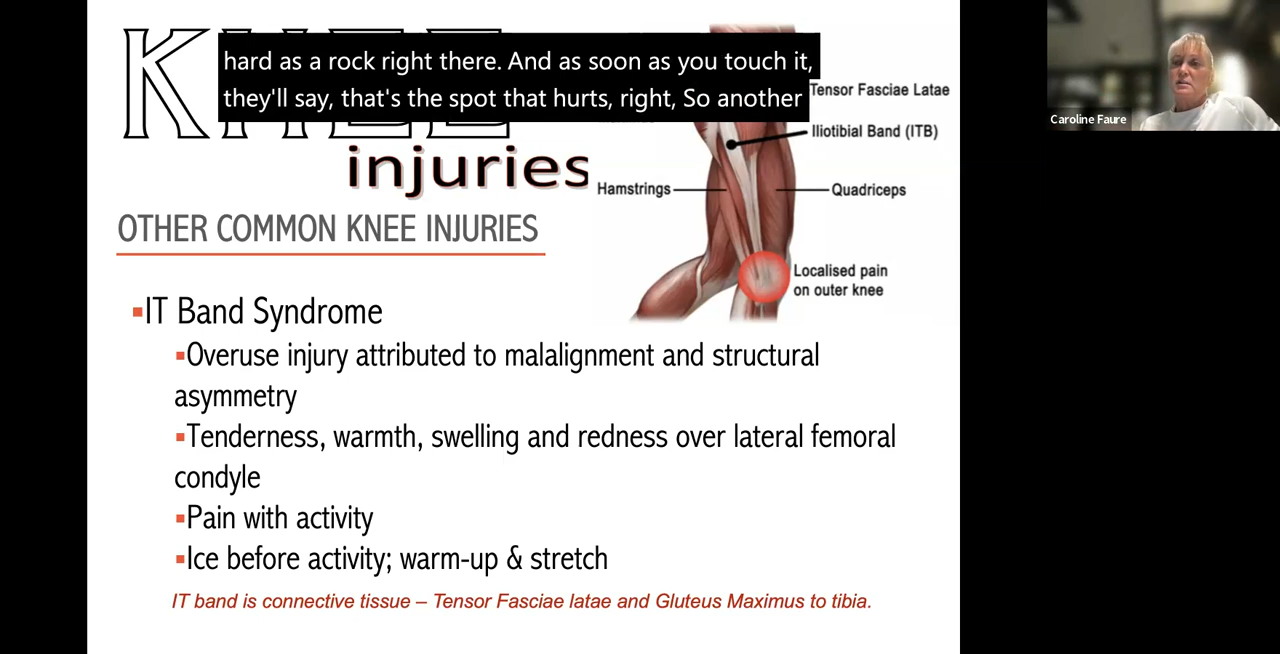 KNEE
hard as a rock right there. And as soon as you touch it,
they'll say, that's the spot that hurts, right, So another
injuries
Tensor Fasciae Latae
Iliotibial Band (ITB)
Hamstrings
Quadriceps
Localised pain
on outer knee
Caroline Faure
OTHER COMMON KNEE INJURIES
▪IT Band Syndrome
▪Overuse injury attributed to malalignment and structural
asymmetry
▪Tenderness, warmth, swelling and redness over lateral femoral
condyle
▪Pain with activity
▪Ice before activity; warm-up & stretch
IT band is connective tissue – Tensor Fasciae latae and Gluteus Maximus to tibia.